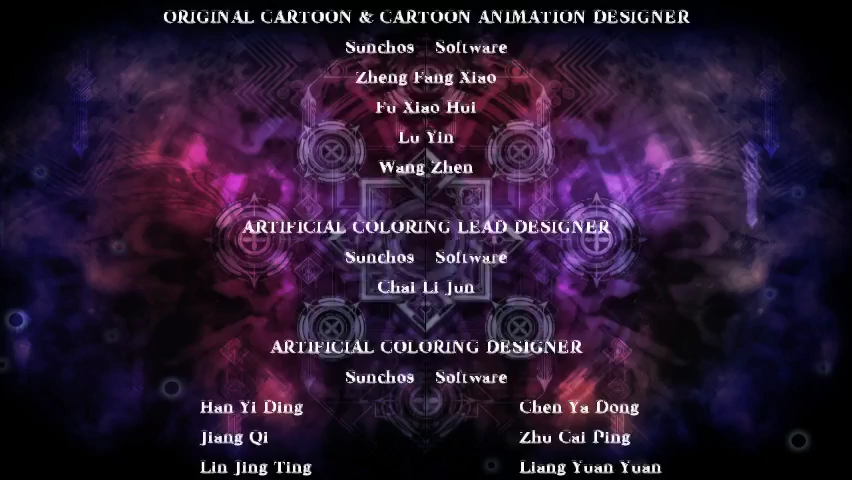 ORIGINAL CARTOON & CARTOON ANIMATION DESIGNER
Sunchos Software
Zheng Fang Xiao
Fu Xiao Hui
Lu Yin
Wang Zhen
ARTIFICIAL COLORING LEAD DESIGNER
Sunchos Software
Chai Li Jun
ARTIFICIAL COLORING DESIGNER
Sunchos Software
Han Yi Ding Chen Ya Dong
Jiang Qi Zhu Cai Ping
Lin Jing Ting Liang Yuan Yuan